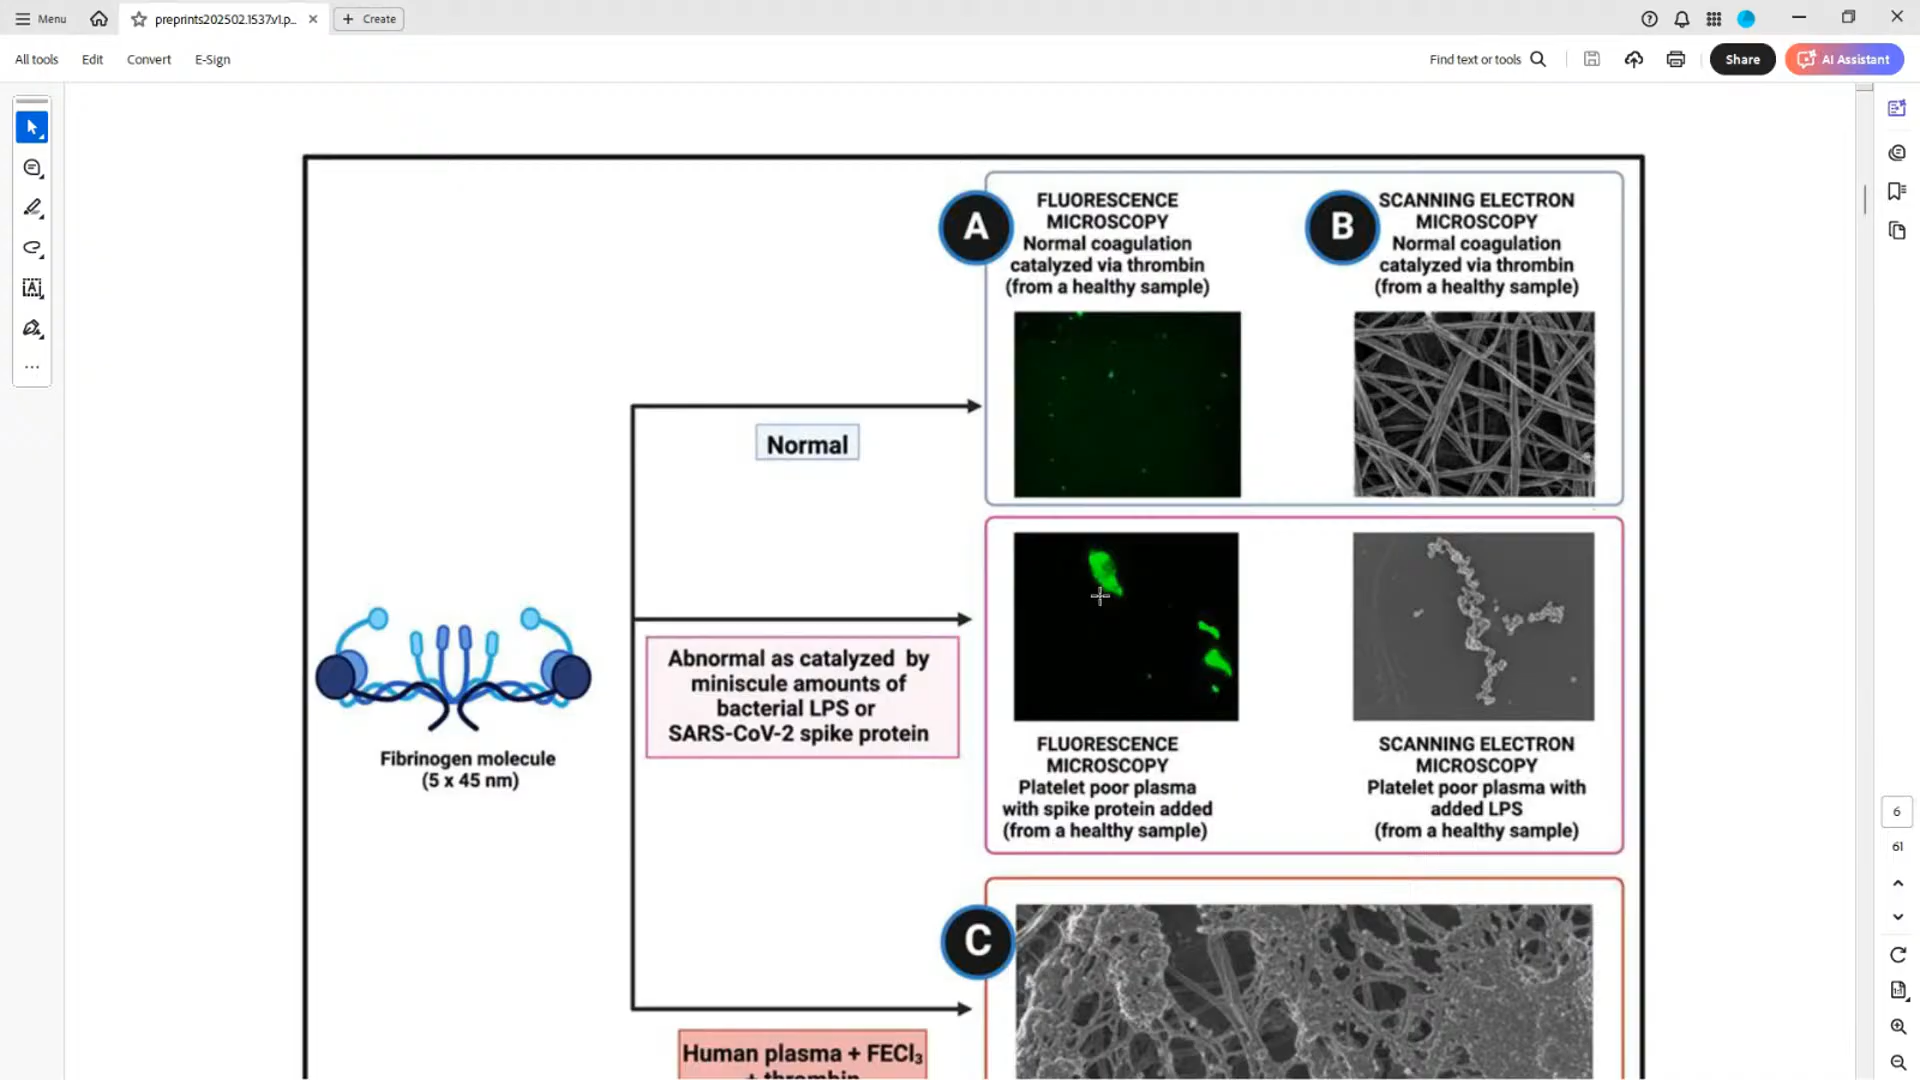 Menu
preprints202502.1537v1.p...
Create
All tools
Edit
Convert
E-Sign
Find text or tools
Share
AI Assistant
A
FLUORESCENCE
MICROSCOPY
Normal coagulation
catalyzed via thrombin
(from a healthy sample)
B
SCANNING ELECTRON
MICROSCOPY
Normal coagulation
catalyzed via thrombin
(from a healthy sample)
Normal
Abnormal as catalyzed by
miniscule amounts of
bacterial LPS or
SARS-CoV-2 spike protein
Fibrinogen molecule
(5 x 45 nm)
FLUORESCENCE
MICROSCOPY
Platelet poor plasma
with spike protein added
(from a healthy sample)
SCANNING ELECTRON
MICROSCOPY
Platelet poor plasma with
added LPS
(from a healthy sample)
C
Human plasma + FECl₃
+ thrombin
6
61